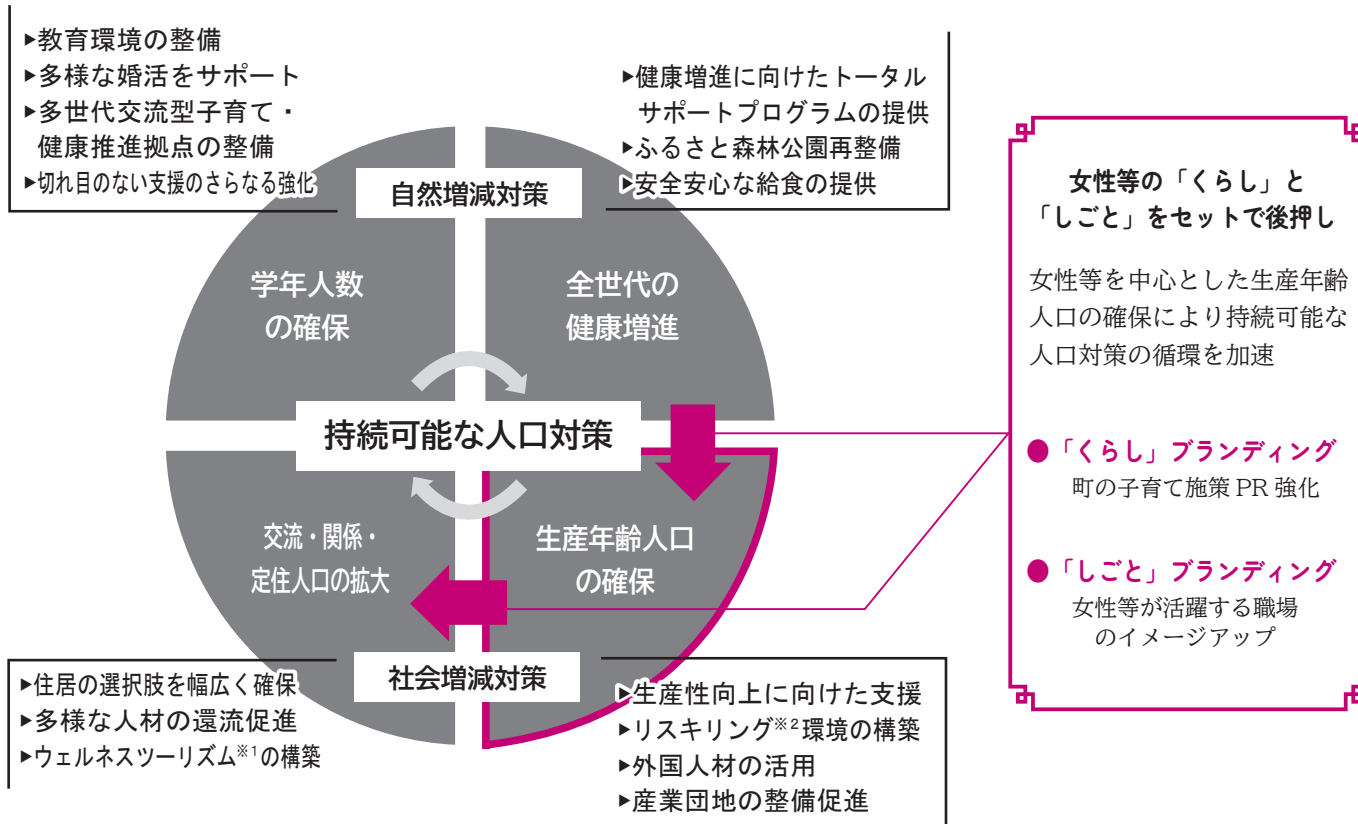 ▶教育環境の整備
▶多様な婚活をサポート
▶多世代交流型子育て・
健康推進拠点の整備
▶切れ目のない支援のさらなる強化
▶健康増進に向けたトータル
サポートプログラムの提供
▶ふるさと森林公園再整備
▶安全安心な給食の提供
自然増減対策
学年人数
の確保
全世代の
健康増進
持続可能な人口対策
交流・関係・
定住人口の拡大
生産年齢人口
の確保
社会増減対策
▶住居の選択肢を幅広く確保
▶多様な人材の還流促進
▶ウェルネスツーリズム※1の構築
▶生産性向上に向けた支援
▶リスキリング※2環境の構築
▶外国人材の活用
▶産業団地の整備促進
女性等の「くらし」と
「しごと」をセットで後押し
女性等を中心とした生産年齢
人口の確保により持続可能な
人口対策の循環を加速
●「くらし」ブランディング
町の子育て施策 PR 強化
●「しごと」ブランディング
女性等が活躍する職場
のイメージアップ